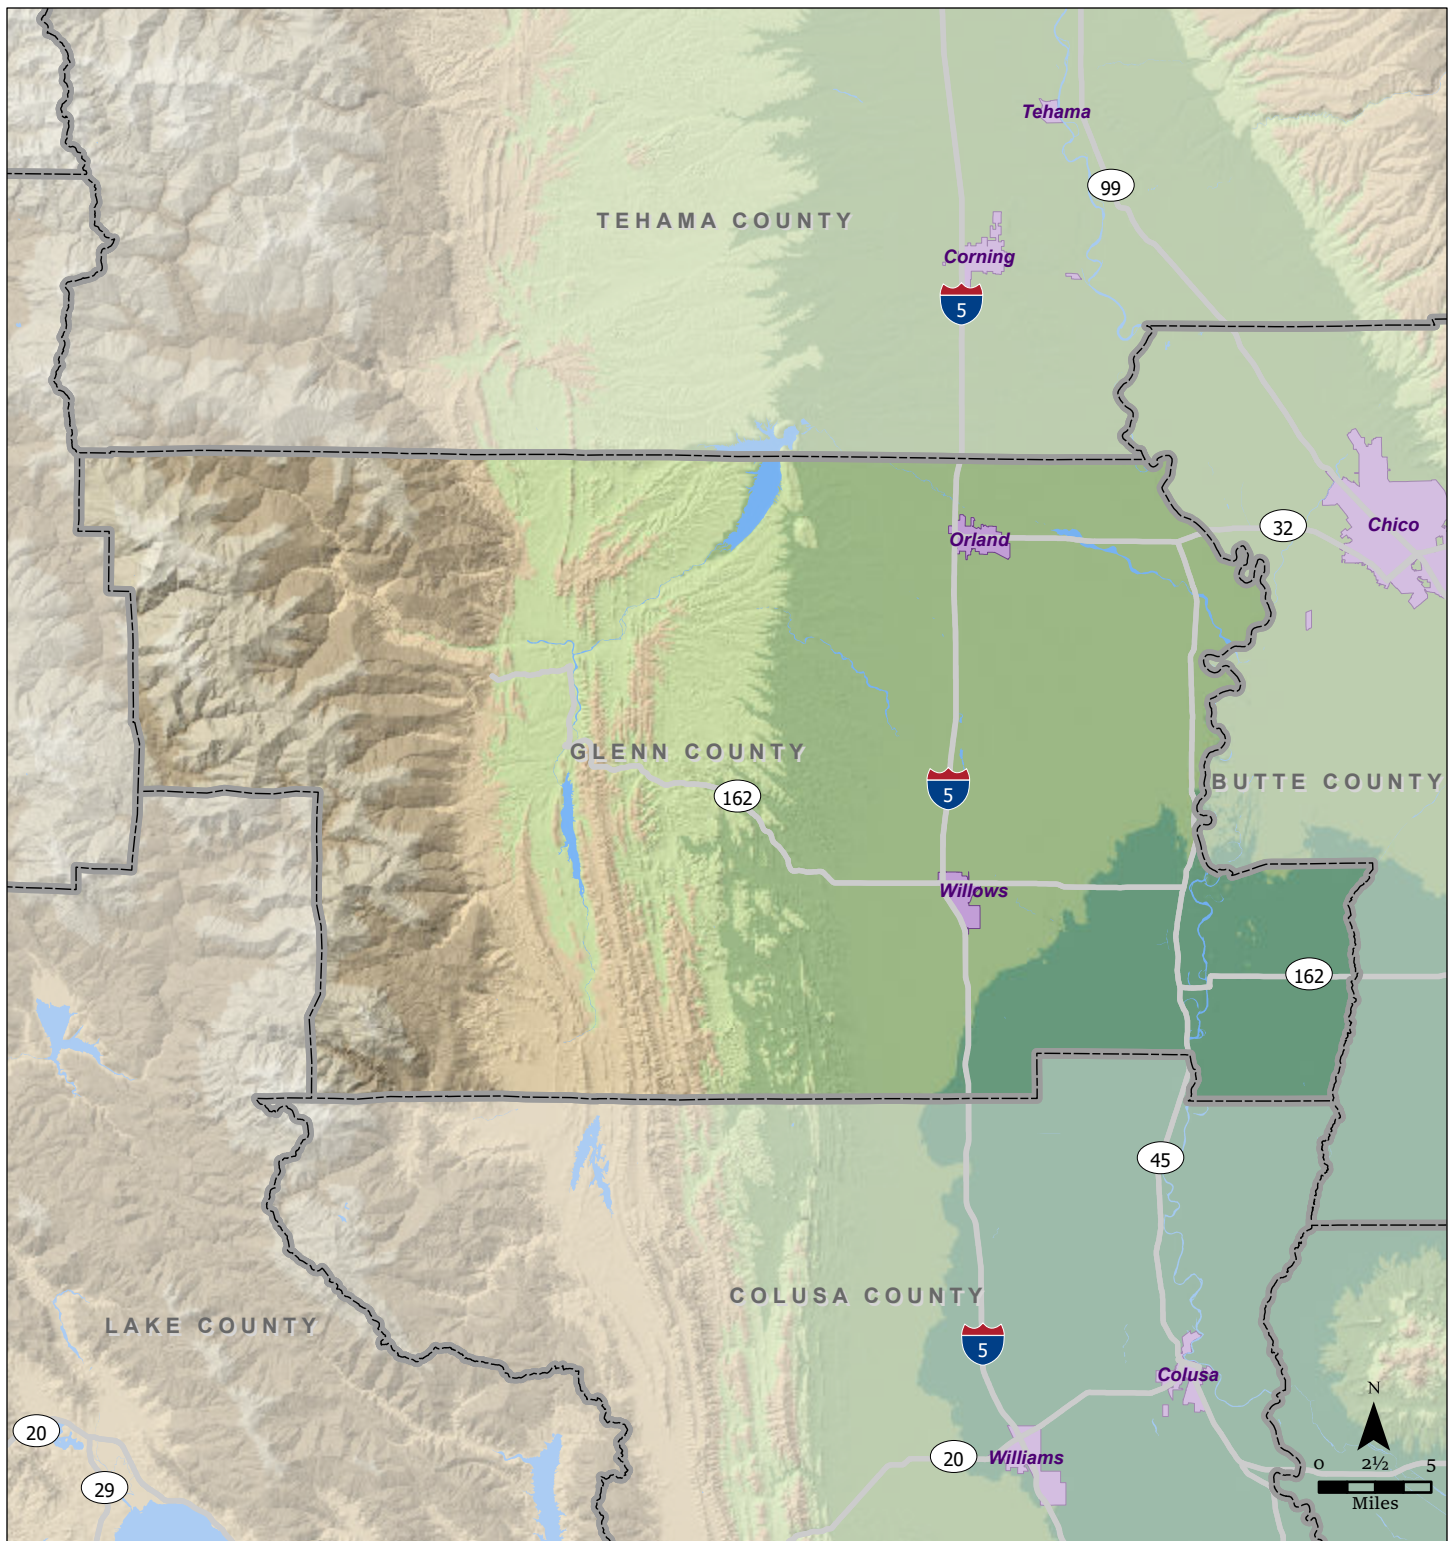 Tehama
99
TEHAMA COUNTY
Corning
5
Chico
32
Orland
GLENN COUNTY
BUTTE COUNTY
5
162
Willows
162
45
COLUSA COUNTY
LAKE COUNTY
5
Colusa
N
20
20
Williams
0 2½ 5
29
Miles